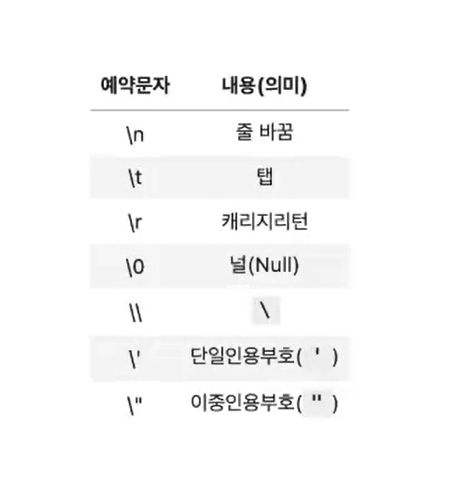 예약문자 내용(의미)
\n 줄 바꿈
\t 탭
\r 캐리지리턴
\0 널(Null)
\\ \
\' 단일인용부호( ' )
\" 이중인용부호( " )